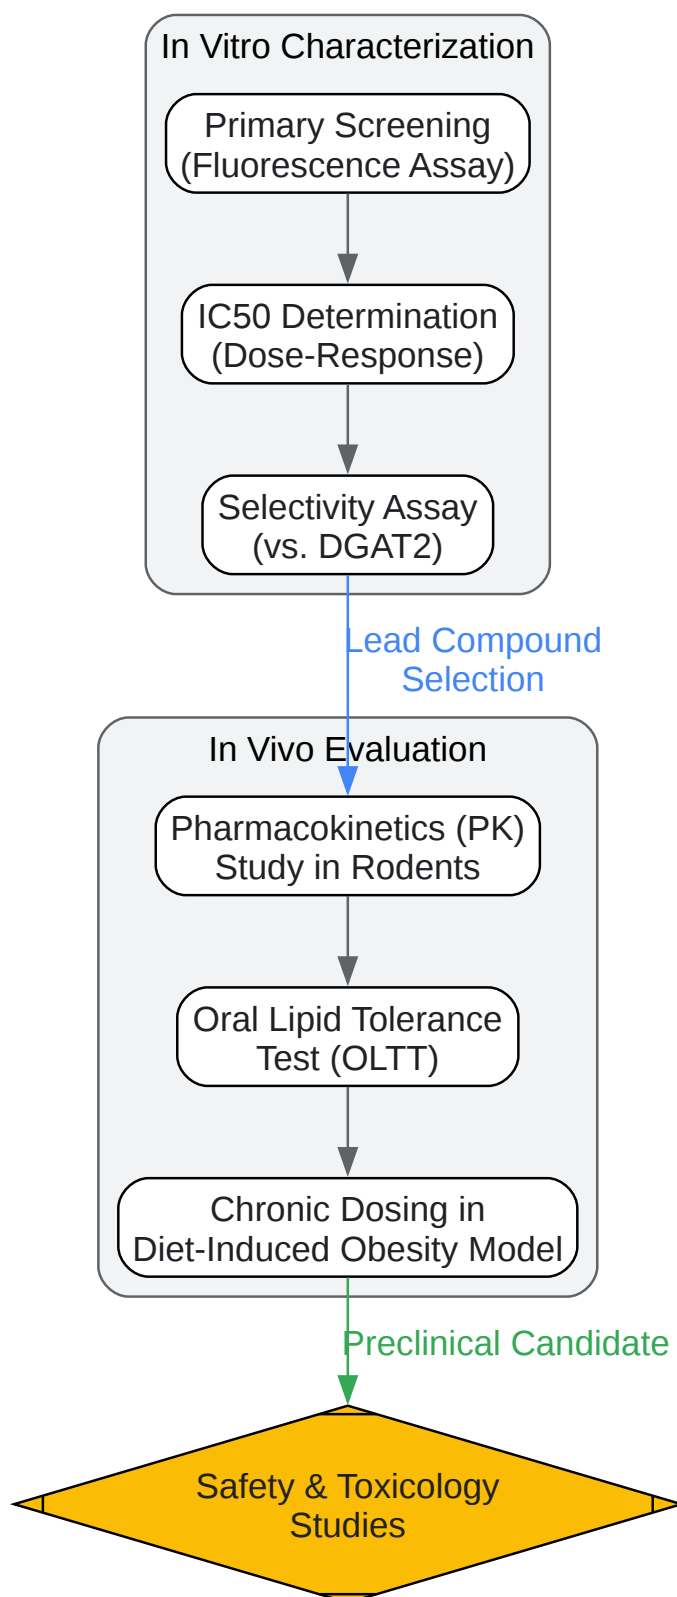 In Vitro Characterization
Primary Screening
(Fluorescence Assay)
IC50 Determination
(Dose-Response)
Selectivity Assay
(vs. DGAT2)
Lead Compound
Selection
In Vivo Evaluation
Pharmacokinetics (PK)
Study in Rodents
Oral Lipid Tolerance
Test (OLTT)
Chronic Dosing in
Diet-Induced Obesity Model
Preclinical Candidate
Safety & Toxicology
Studies